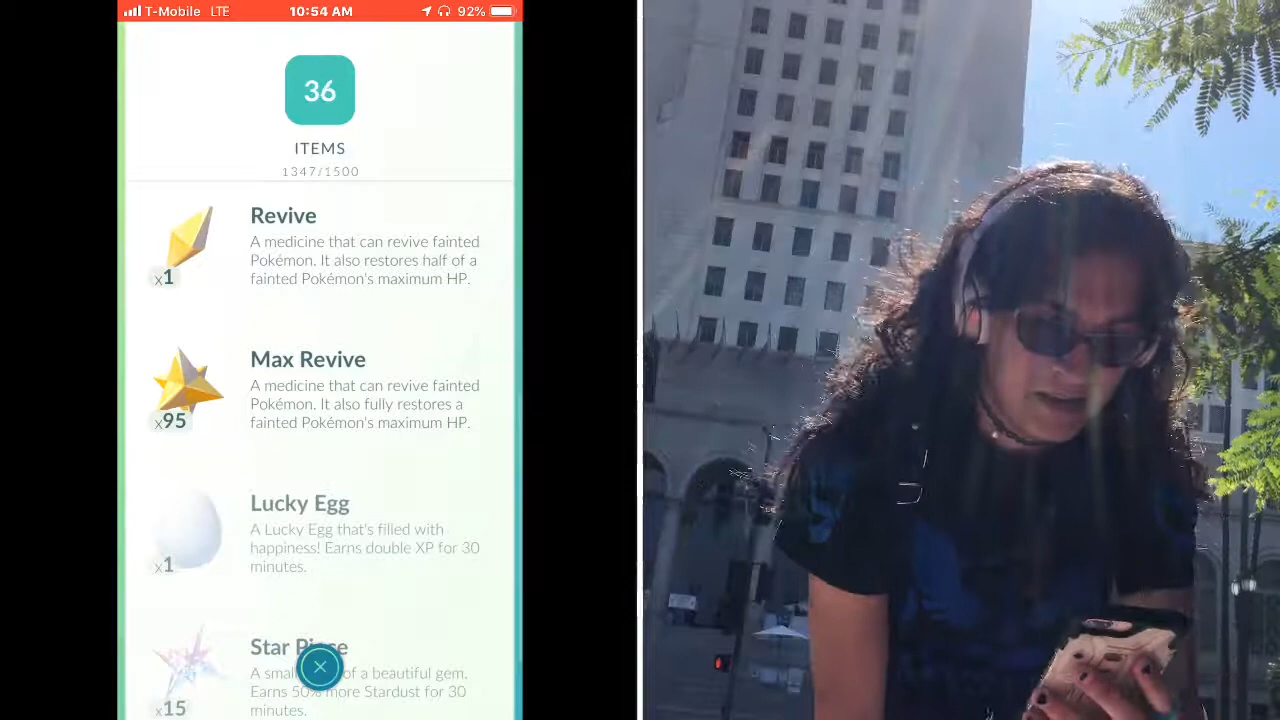 T-Mobile LTE 10:54 AM 92%
36
ITEMS
1347/1500
Revive
A medicine that can revive fainted
Pokémon. It also restores half of a
fainted Pokémon's maximum HP.
x1
Max Revive
A medicine that can revive fainted
Pokémon. It also fully restores a
fainted Pokémon's maximum HP.
x95
Lucky Egg
A Lucky Egg that's filled with
happiness! Earns double XP for 30
minutes.
x1
Star Piece
A small of a beautiful gem.
Earns 50% more Stardust for 30
minutes.
x15